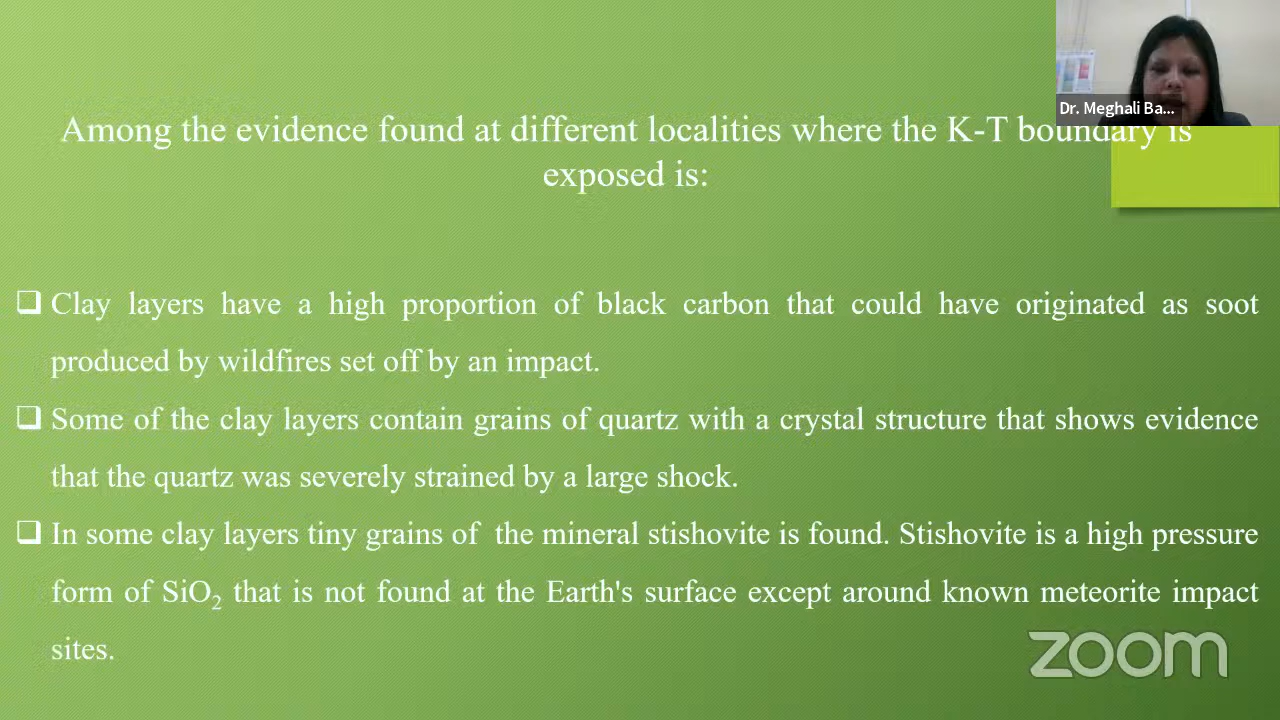 Dr. Meghali Ba...
Among the evidence found at different localities where the K-T boundary is
exposed is:
❑ Clay layers have a high proportion of black carbon that could have originated as soot
produced by wildfires set off by an impact.
❑ Some of the clay layers contain grains of quartz with a crystal structure that shows evidence
that the quartz was severely strained by a large shock.
❑ In some clay layers tiny grains of the mineral stishovite is found. Stishovite is a high pressure
form of SiO₂ that is not found at the Earth's surface except around known meteorite impact
sites.
zoom